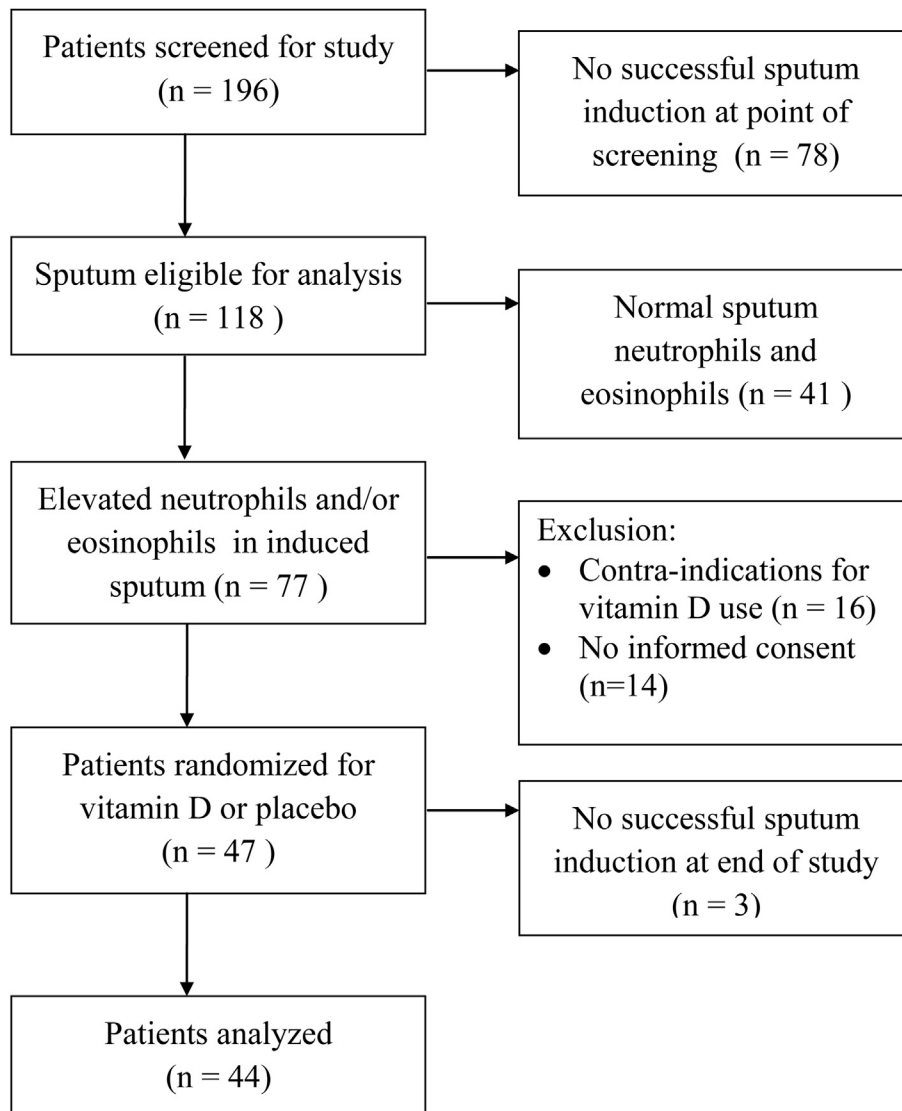 Patients screened for study
(n = 196)
No successful sputum
induction at point of
screening (n = 78)
Sputum eligible for analysis
(n = 118 )
Normal sputum
neutrophils and
eosinophils (n = 41 )
Elevated neutrophils and/or
eosinophils in induced
sputum (n = 77 )
Exclusion:
• Contra-indications for
vitamin D use (n = 16)
• No informed consent
(n=14)
Patients randomized for
vitamin D or placebo
(n = 47 )
No successful sputum
induction at end of study
(n = 3)
Patients analyzed
(n = 44)